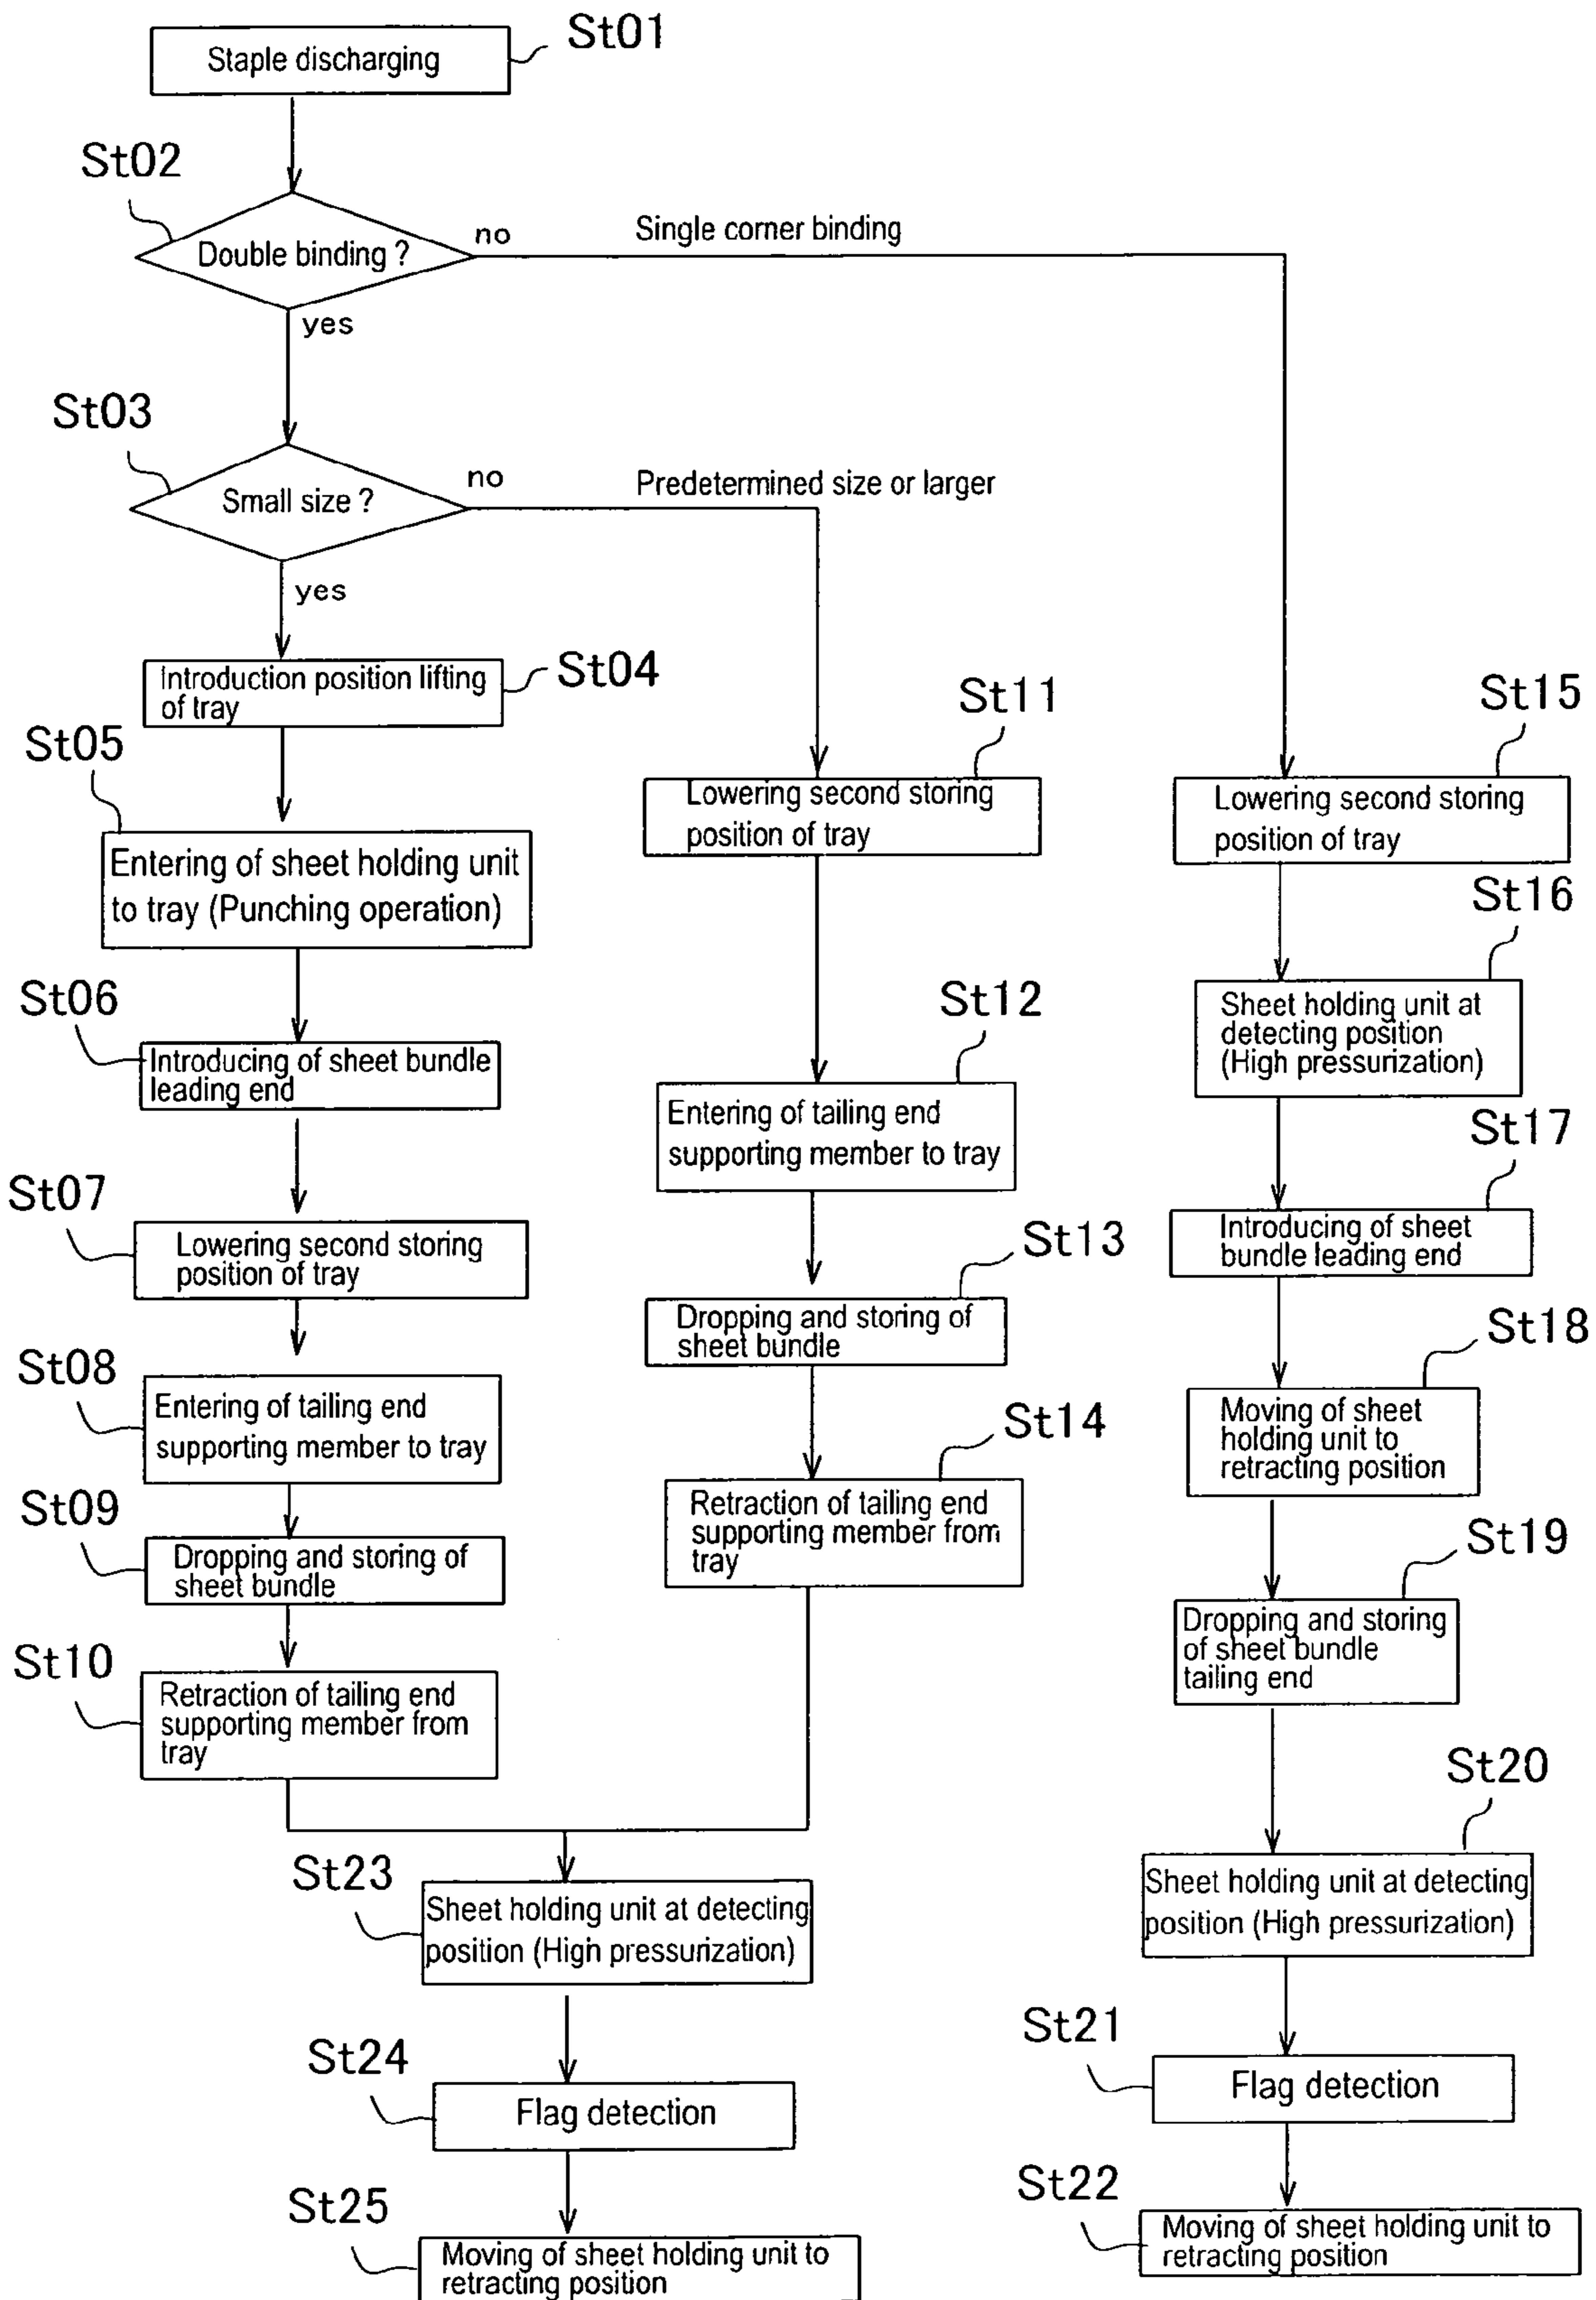 St01
Staple discharging
St02
Double binding ?
no
Single corner binding
yes
St03
Small size ?
no
Predetermined size or larger
yes
St04
Introduction position lifting
of tray
St05
Entering of sheet holding unit
to tray (Punching operation)
St06
Introducing of sheet bundle
leading end
St07
Lowering second storing
position of tray
St08
Entering of tailing end
supporting member to tray
St09
Dropping and storing of
sheet bundle
St10
Retraction of tailing end
supporting member from
tray
St11
Lowering second storing
position of tray
St12
Entering of tailing end
supporting member to tray
St13
Dropping and storing of
sheet bundle
St14
Retraction of tailing end
supporting member from
tray
St15
Lowering second storing
position of tray
St16
Sheet holding unit at
detecting position
(High pressurization)
St17
Introducing of sheet
bundle leading end
St18
Moving of sheet
holding unit to
retracting position
St19
Dropping and storing
of sheet bundle
tailing end
St20
Sheet holding unit at detecting
position (High pressurization)
St21
Flag detection
St22
Moving of sheet holding unit to
retracting position
St23
Sheet holding unit at detecting
position (High pressurization)
St24
Flag detection
St25
Moving of sheet holding unit to
retracting position